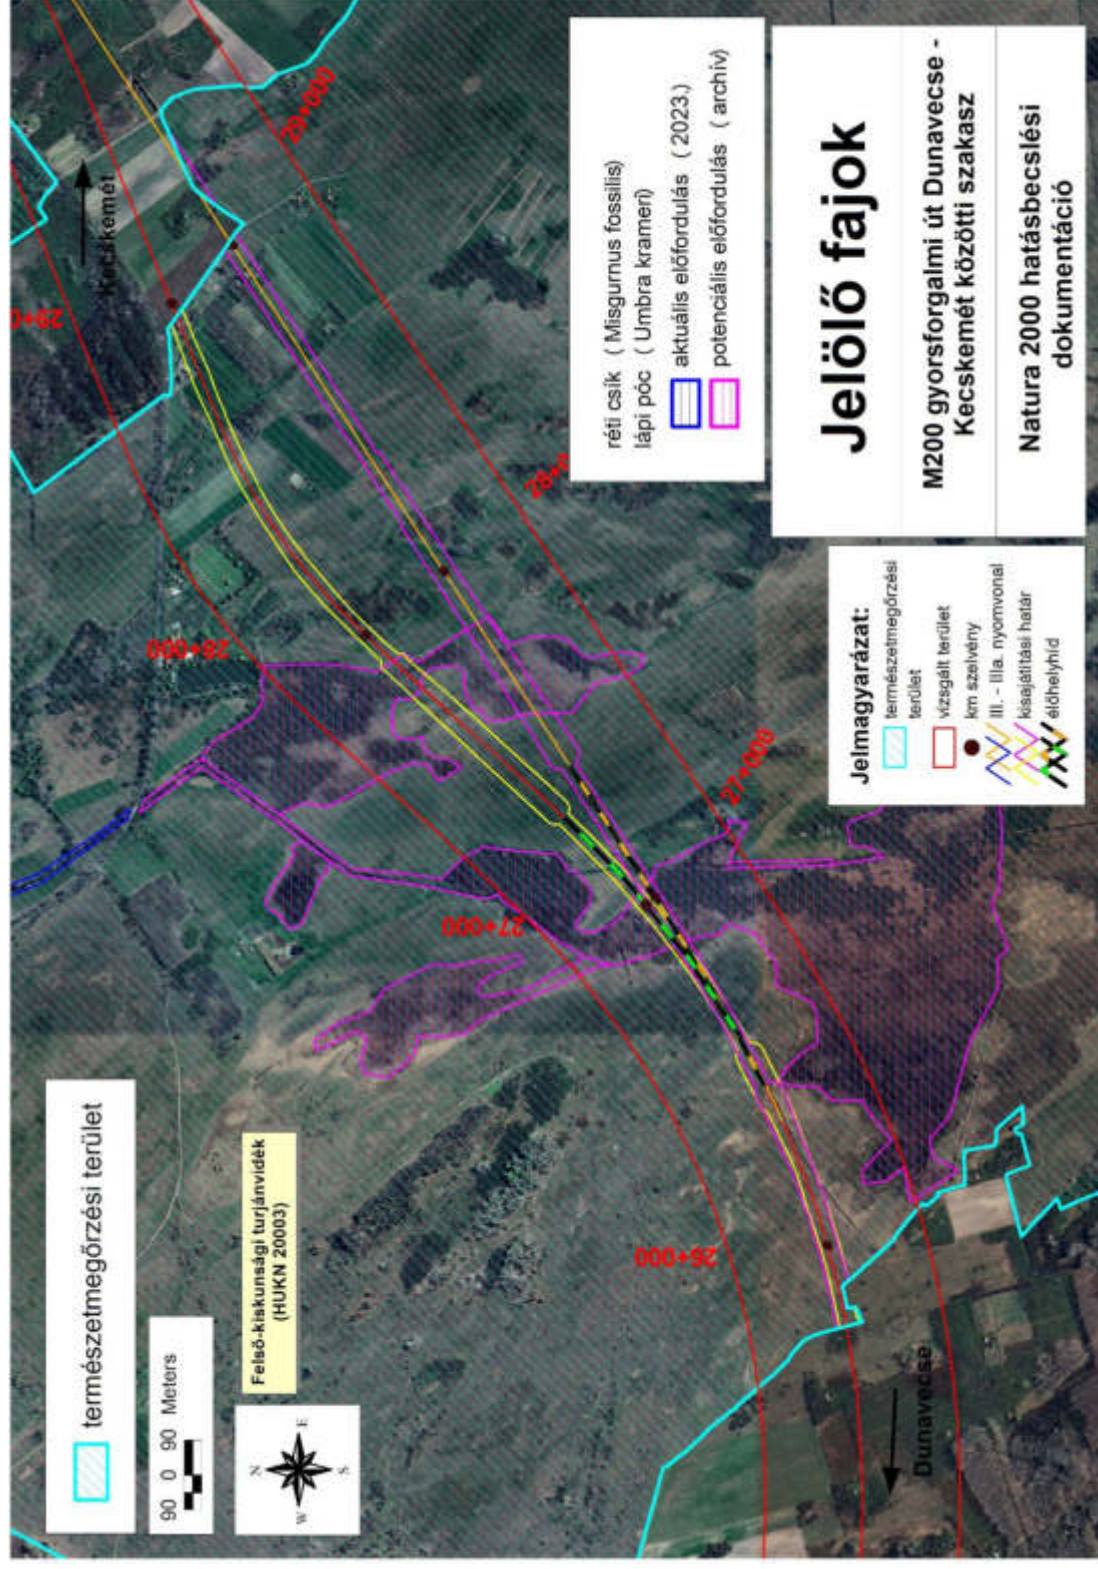 természetmegőrzési terület
90 0 90 Meters
Felső-kiskunsági turjánvidék
(HUKN 20003)
N
W
E
S
Kecskemét
Dunavecse
26+000
27+000
27+000
28+000
29+000
réti csík ( Misgurnus fossilis)
lápi póc ( Umbra krameri)
aktuális előfordulás ( 2023.)
potenciális előfordulás ( archív)
Jelölő fajok
M200 gyorsforgalmi út Dunavecse -
Kecskemét közötti szakasz
Natura 2000 hatásbecslési
dokumentáció
Jelmagyarázat:
természetmegőrzési
terület
vizsgált terület
km szelvény
III. - IIIa. nyomvonal
kisajátítási határ
élőhelyhíd